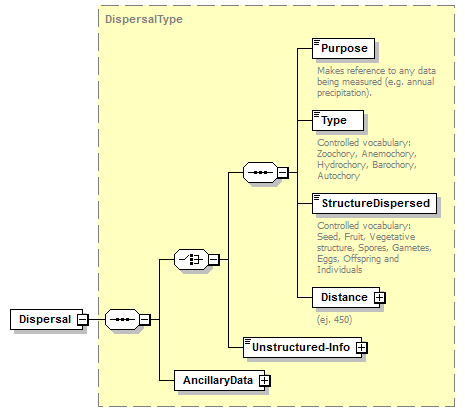 DispersalType
Purpose
Makes reference to any data
being measured (e.g. annual
precipitation).
Type
Controlled vocabulary:
Zoochory, Anemochory,
Hydrochory, Barochory,
Autochory
StructureDispersed
Controlled vocabulary:
Seed, Fruit, Vegetative
structure, Spores, Gametes,
Eggs, Offspring and
Individuals
Distance
(ej. 450)
Dispersal
Unstructured-Info
AncillaryData